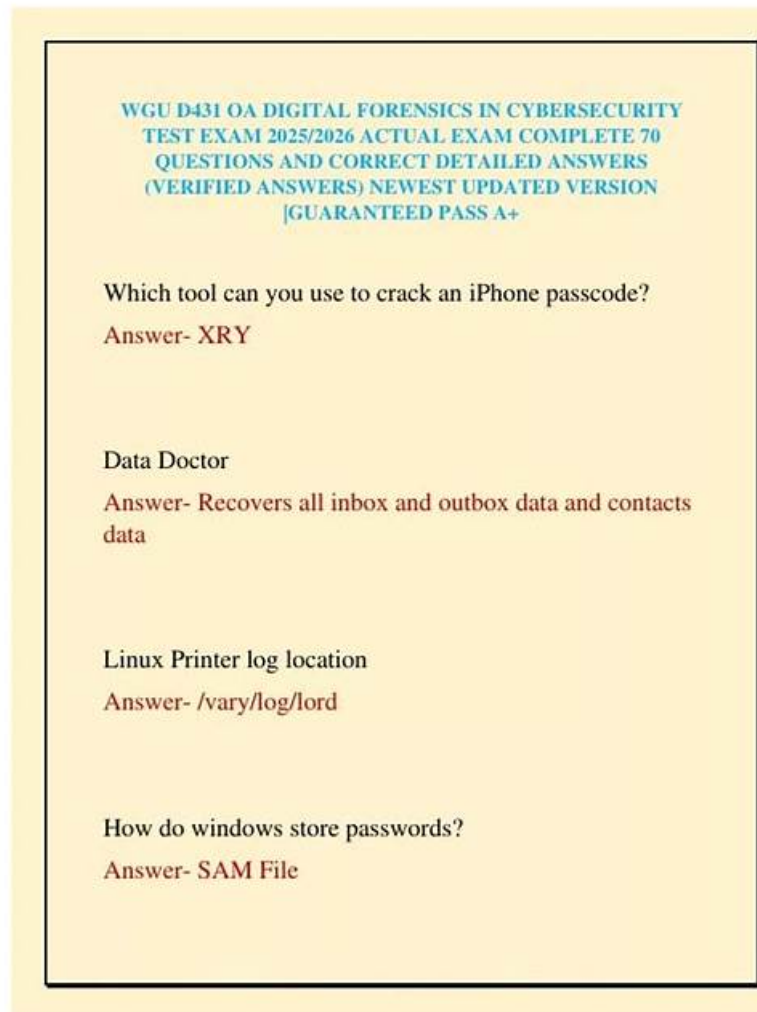 WGU D431 OA DIGITAL FORENSICS IN CYBERSECURITY
TEST EXAM 2025/2026 ACTUAL EXAM COMPLETE 70
QUESTIONS AND CORRECT DETAILED ANSWERS
(VERIFIED ANSWERS) NEWEST UPDATED VERSION
|GUARANTEED PASS A+
Which tool can you use to crack an iPhone passcode?
Answer- XRY
Data Doctor
Answer- Recovers all inbox and outbox data and contacts
data
Linux Printer log location
Answer- /vary/log/lord
How do windows store passwords?
Answer- SAM File